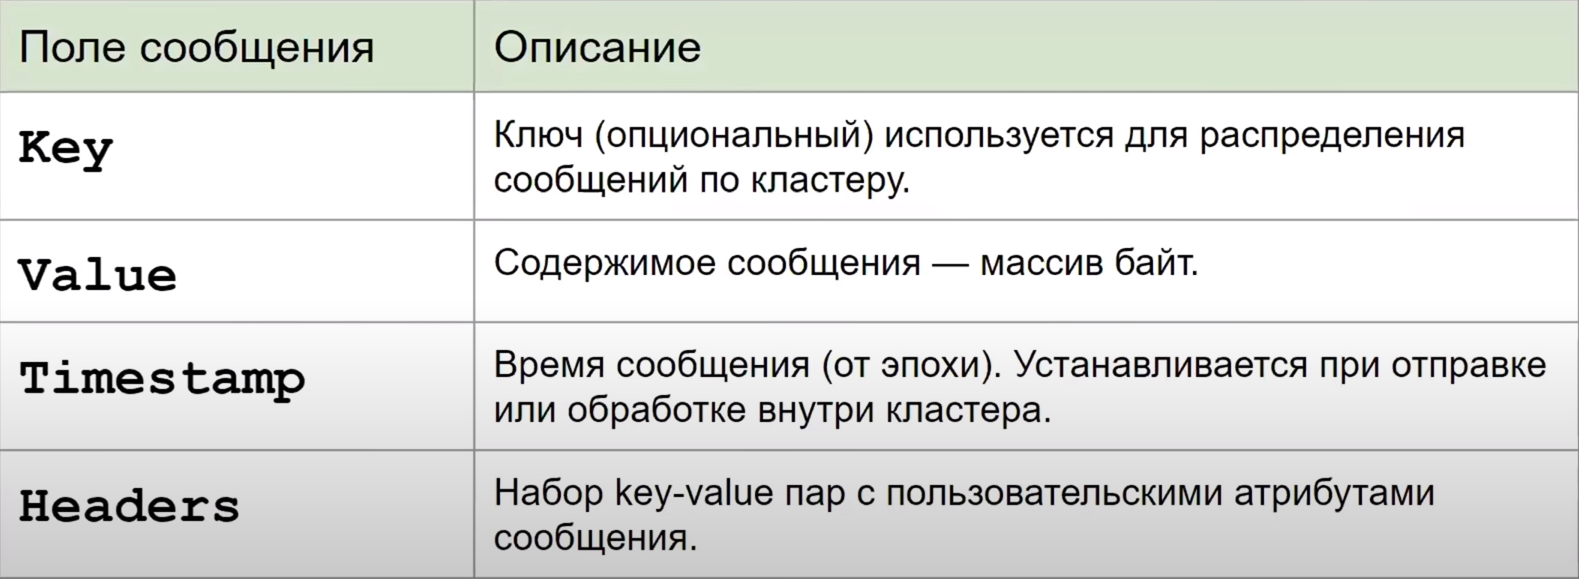 Поле сообщения
Описание
Key
Ключ (опциональный) используется для распределения
сообщений по кластеру.
Value
Содержимое сообщения — массив байт.
Timestamp
Время сообщения (от эпохи). Устанавливается при отправке
или обработке внутри кластера.
Headers
Набор key-value пар с пользовательскими атрибутами
сообщения.